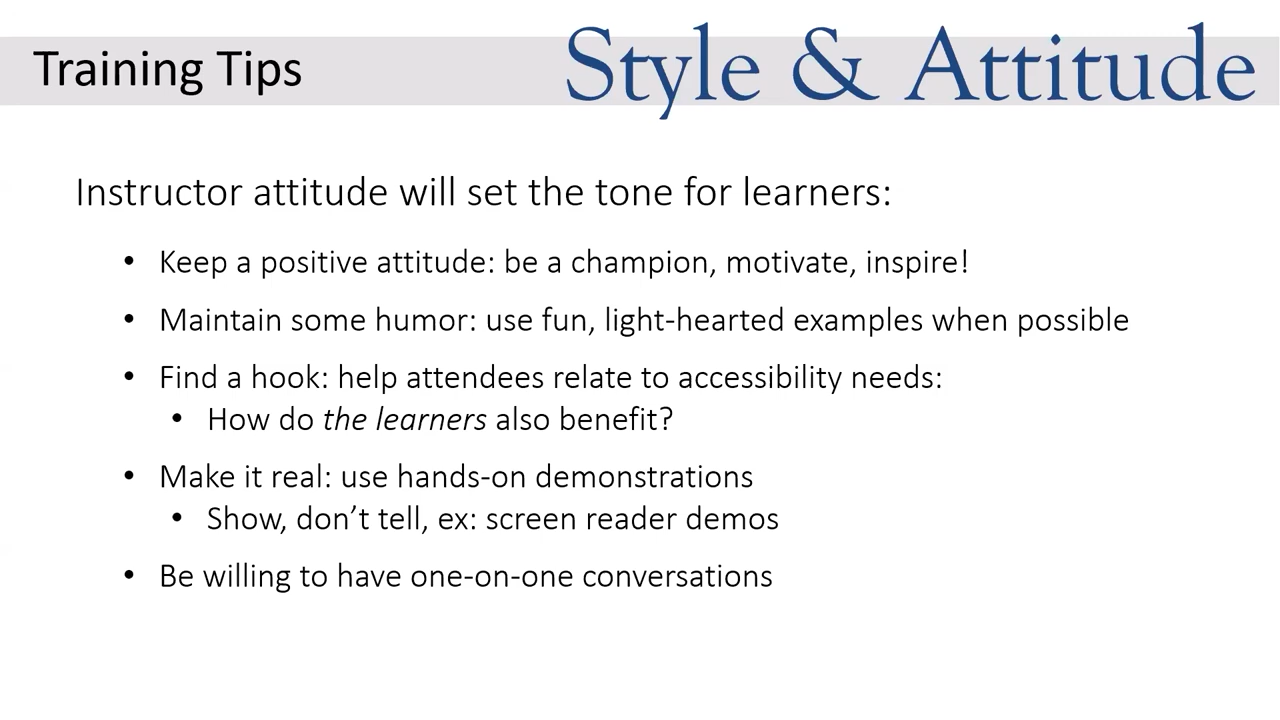 Training Tips
Style & Attitude
Instructor attitude will set the tone for learners:
• Keep a positive attitude: be a champion, motivate, inspire!
• Maintain some humor: use fun, light-hearted examples when possible
• Find a hook: help attendees relate to accessibility needs:
• How do the learners also benefit?
• Make it real: use hands-on demonstrations
• Show, don’t tell, ex: screen reader demos
• Be willing to have one-on-one conversations